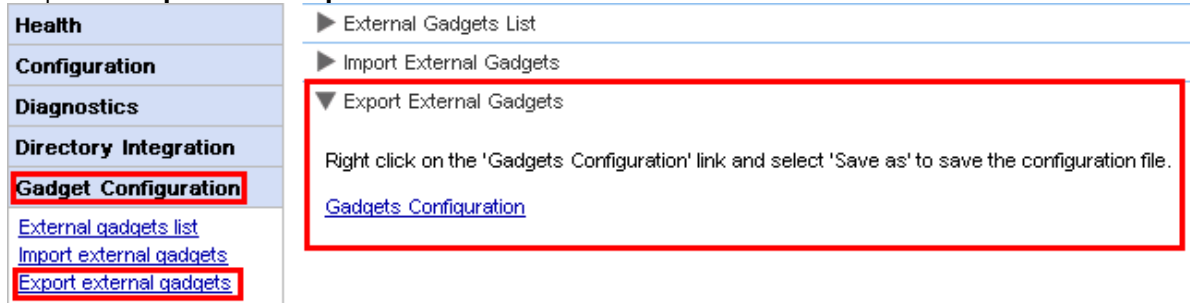 Health
Configuration
Diagnostics
Directory Integration
Gadget Configuration
External gadgets list
Import external gadgets
Export external gadgets
External Gadgets List
Import External Gadgets
Export External Gadgets
Right click on the 'Gadgets Configuration' link and select 'Save as' to save the configuration file.
Gadgets Configuration